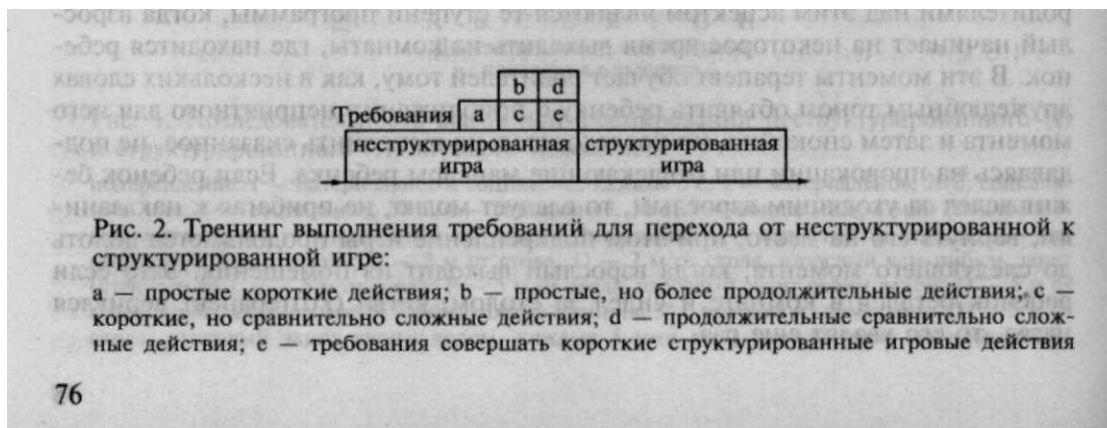 b d
Требования a c e
неструктурированная структурированная
игра игра
Рис. 2. Тренинг выполнения требований для перехода от неструктурированной к
структурированной игре:
a — простые короткие действия; b — простые, но более продолжительные действия; c —
короткие, но сравнительно сложные действия; d — продолжительные сравнительно слож-
ные действия; e — требования совершать короткие структурированные игровые действия
76